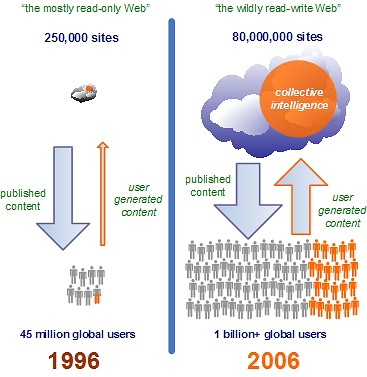 "the mostly read-only Web"
250,000 sites
published
content
user
generated
content
45 million global users
1996
"the wildly read-write Web"
80,000,000 sites
collective
intelligence
published
content
user
generated
content
1 billion+ global users
2006